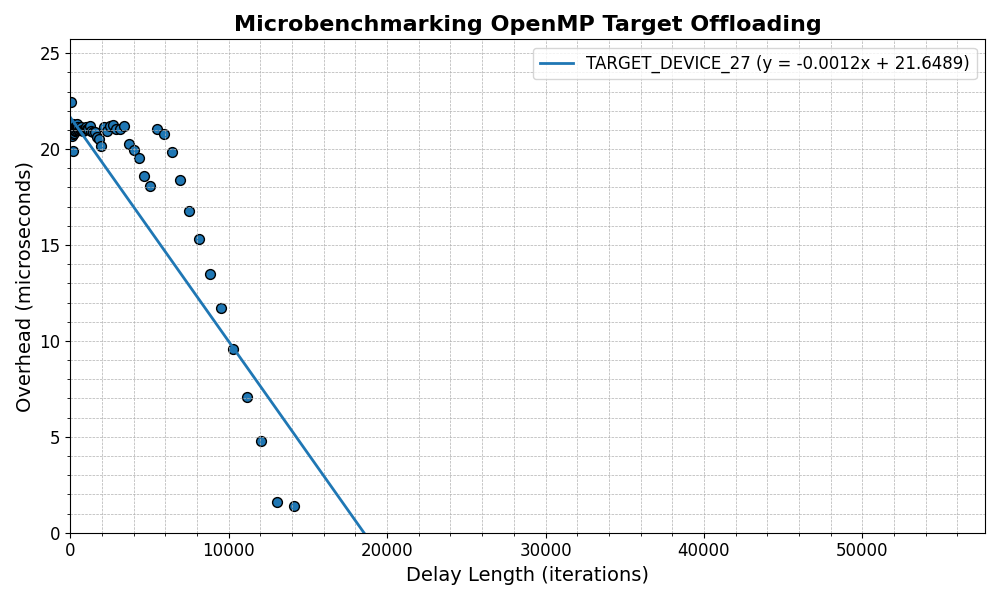 Microbenchmarking OpenMP Target Offloading
TARGET_DEVICE_27 (y = -0.0012x + 21.6489)
Overhead (microseconds)
25
20
15
10
5
0
0 10000 20000 30000 40000 50000
Delay Length (iterations)